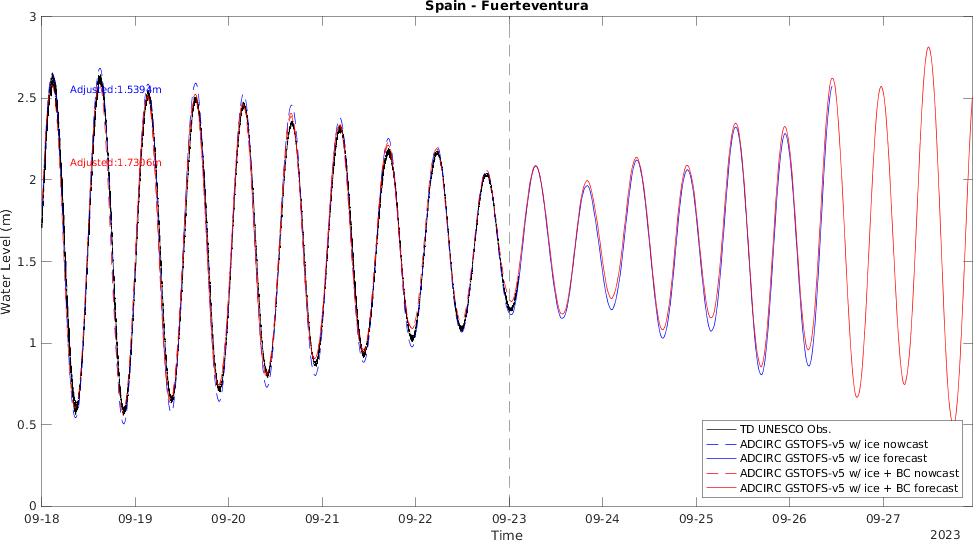 Spain - Fuerteventura
3
2.5
2
1.5
1
0.5
0
Water Level (m)
Adjusted:1.5394m
Adjusted:1.7306m
TD UNESCO Obs.
ADCIRC GSTOFS-v5 w/ ice nowcast
ADCIRC GSTOFS-v5 w/ ice forecast
ADCIRC GSTOFS-v5 w/ ice + BC nowcast
ADCIRC GSTOFS-v5 w/ ice + BC forecast
09-18 09-19 09-20 09-21 09-22 09-23 09-24 09-25 09-26 09-27
Time
2023